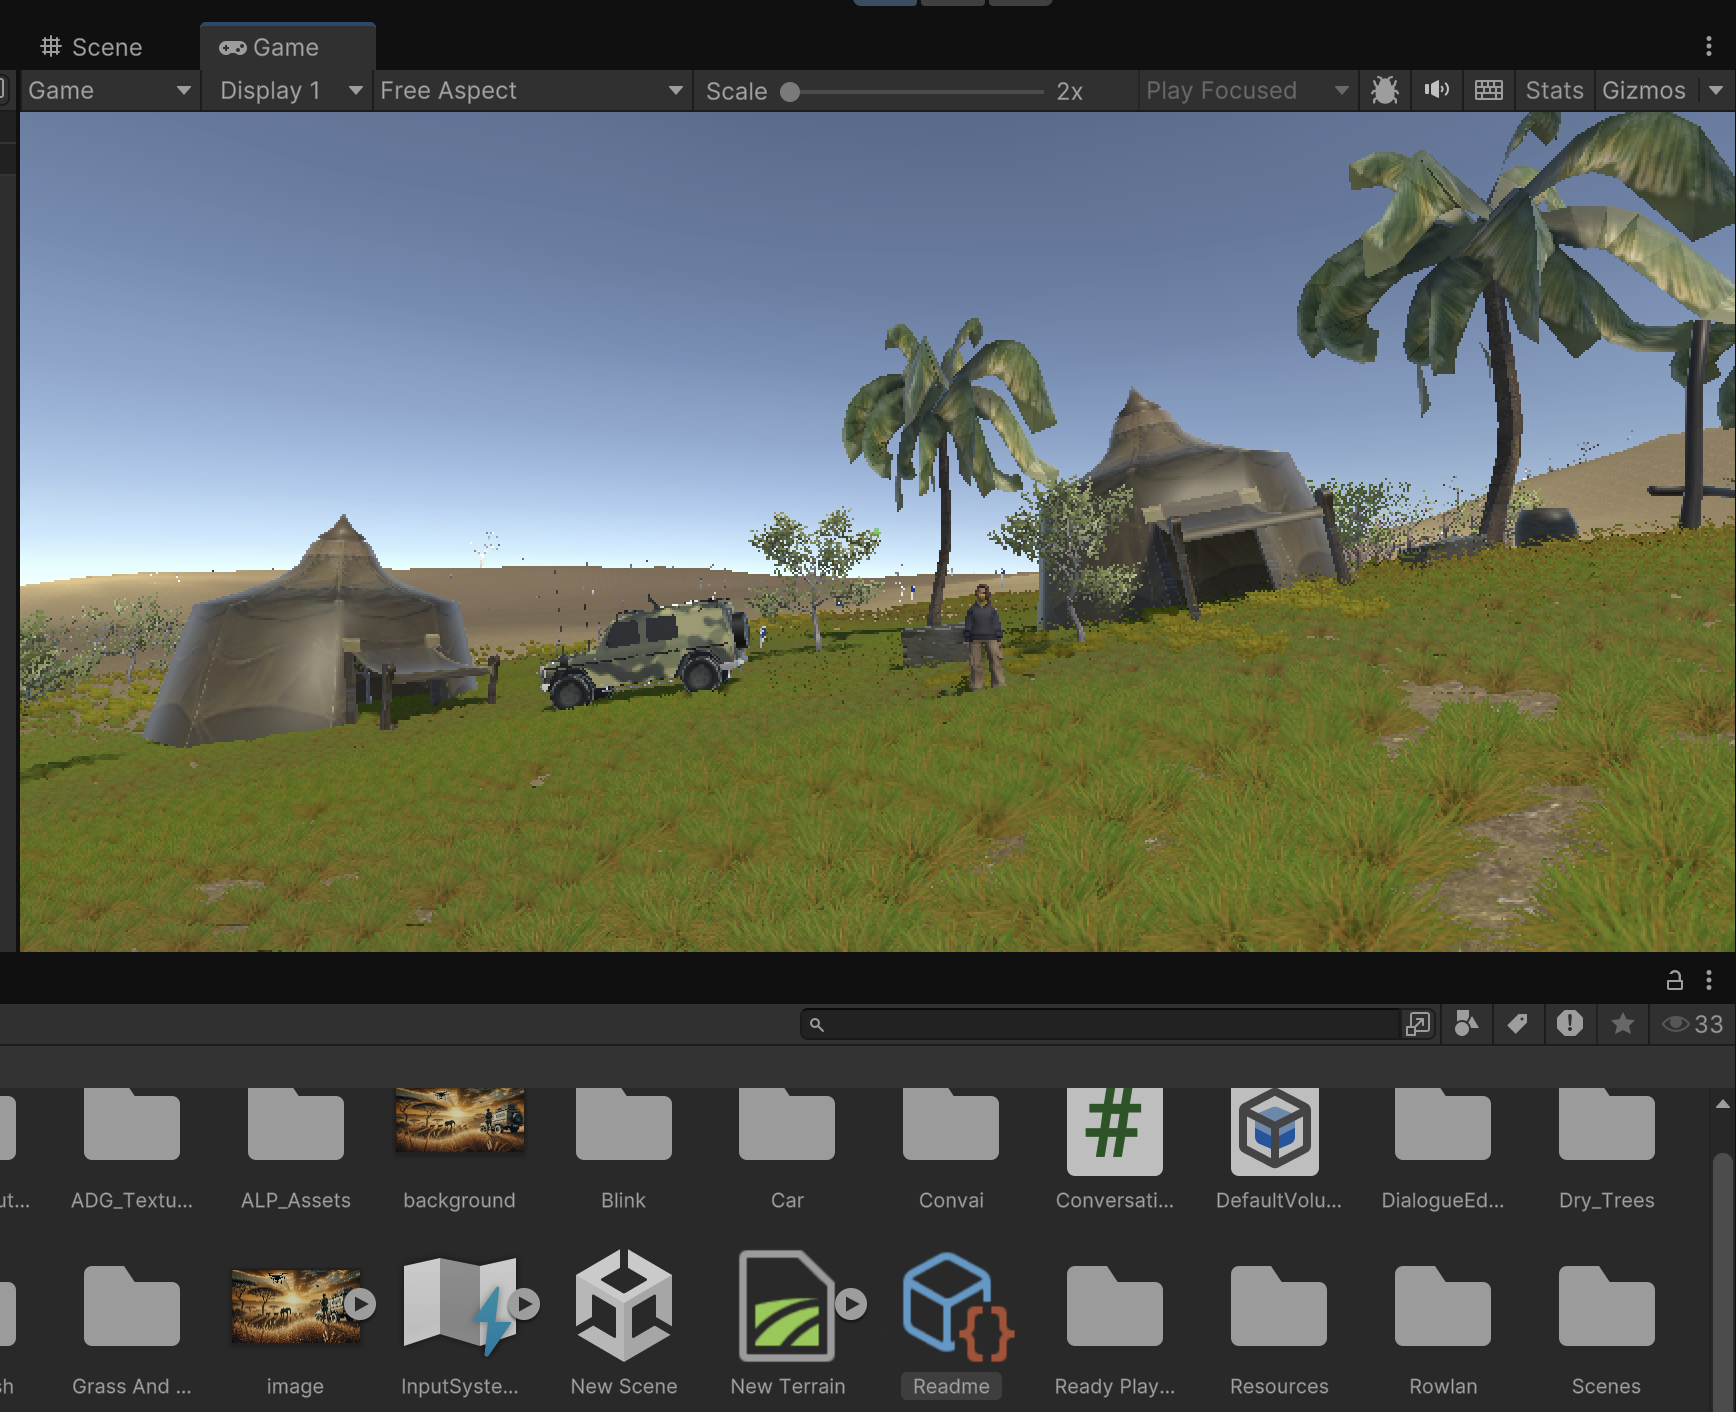 Scene
Game
Game
Display 1
Free Aspect
Scale
2x
Play Focused
Stats
Gizmos
33
ut...
ADG_Textu...
ALP_Assets
background
Blink
Car
Convai
Conversati...
DefaultVolu...
DialogueEd...
Dry_Trees
sh
Grass And ...
image
InputSyste...
New Scene
New Terrain
Readme
Ready Play...
Resources
Rowlan
Scenes